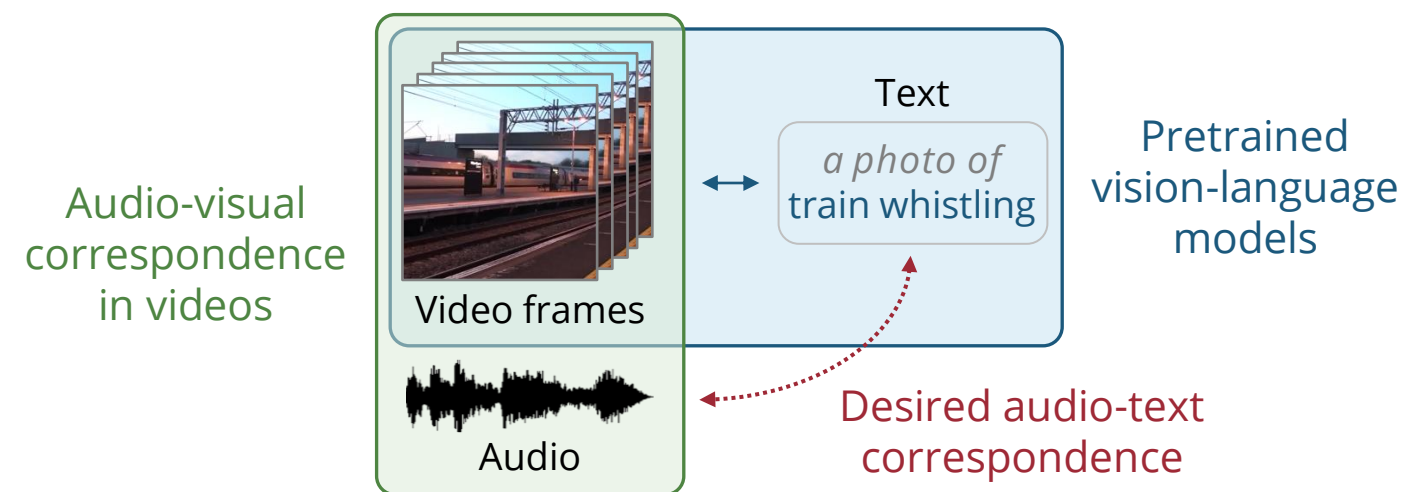 Audio-visual
correspondence
in videos
Video frames
Audio
Text
a photo of
train whistling
Pretrained
vision-language
models
Desired audio-text
correspondence